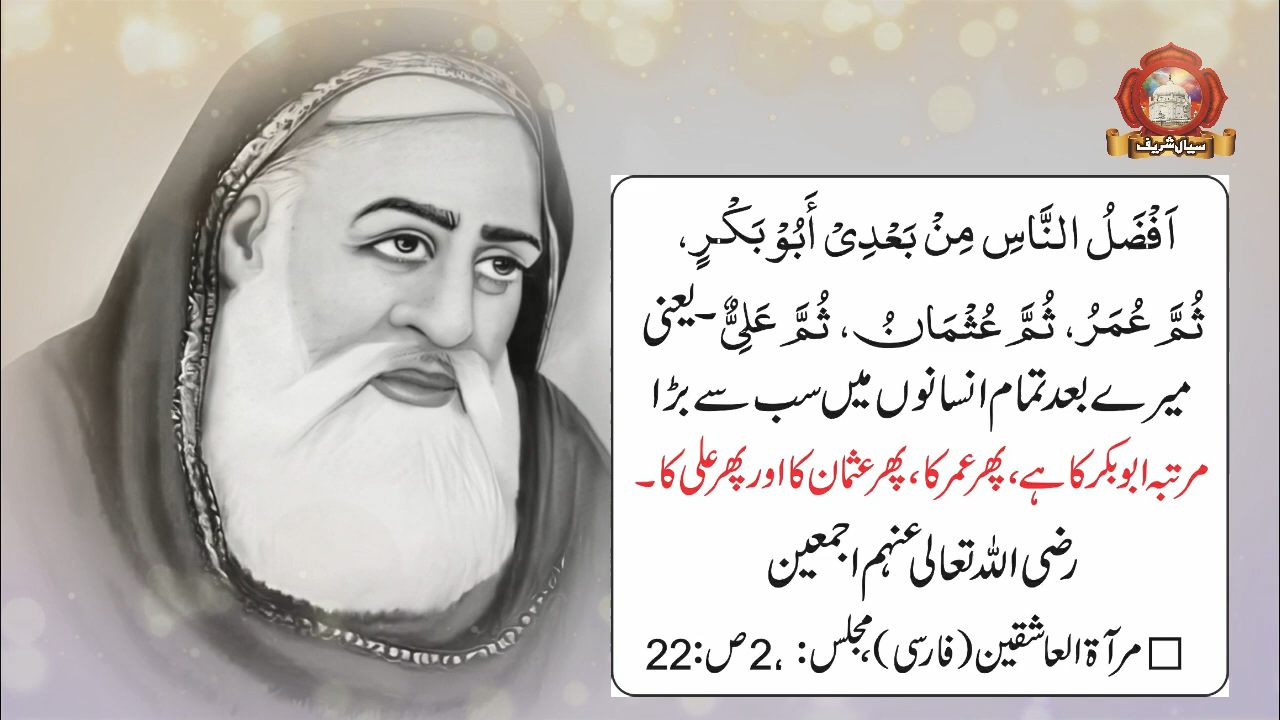 سیال شریف
اَفْضَلُ النَّاسِ مِنْ بَعْدِیْ أَبُوْ بَکْرٍ،
ثُمَّ عُمَرُ، ثُمَّ عُثْمَانُ، ثُمَّ عَلِیٌّ۔ یعنی
میرے بعد تمام انسانوں میں سب سے بڑا
مرتبہ ابوبکر کا ہے، پھر عمر کا، پھر عثمان کا اور پھر علی کا۔
رضی اللہ تعالی عنہم اجمعین
□ مرآۃ العاشقین (فارسی)، مجلس: 2، ص:22